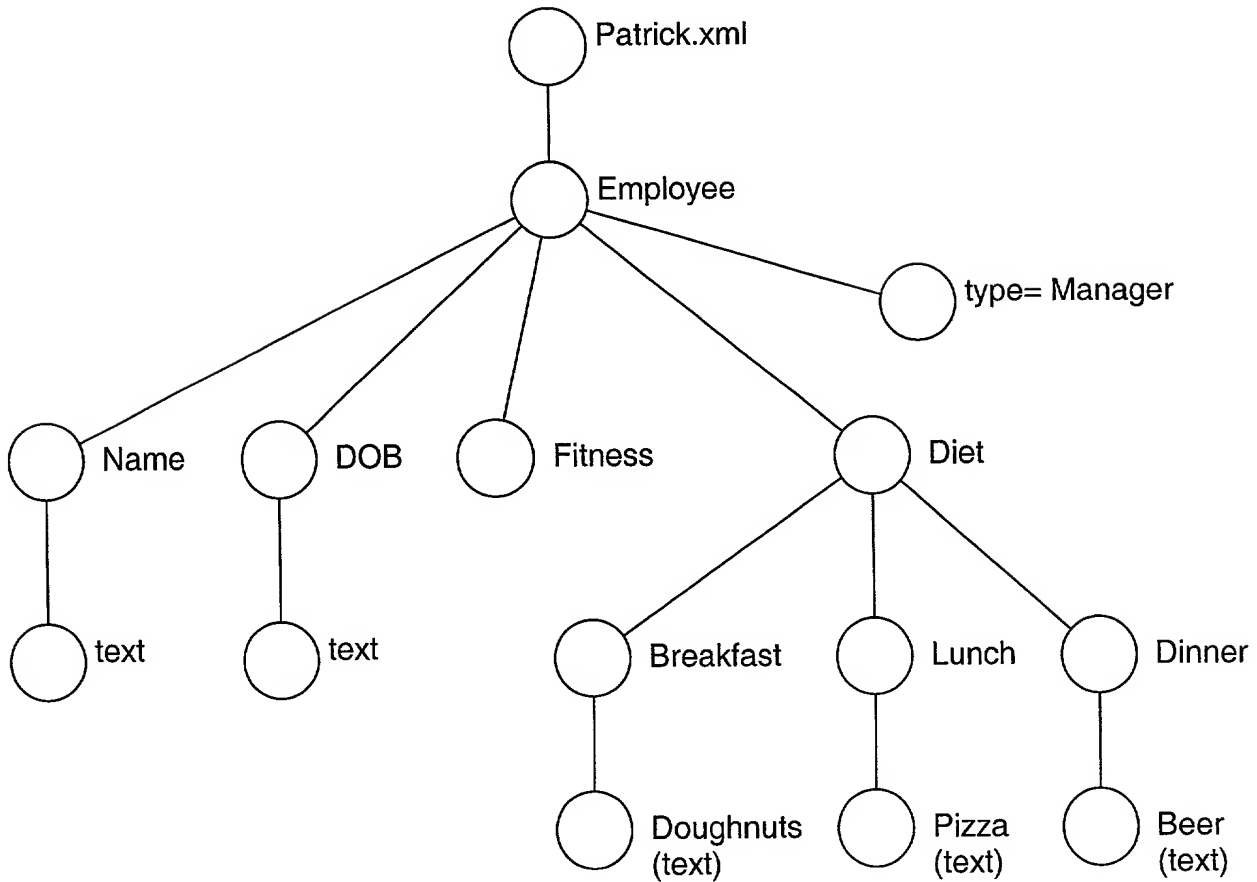 Patrick.xml
Employee
type= Manager
Name
DOB
Fitness
Diet
text
text
Breakfast
Lunch
Dinner
Doughnuts
(text)
Pizza
(text)
Beer
(text)